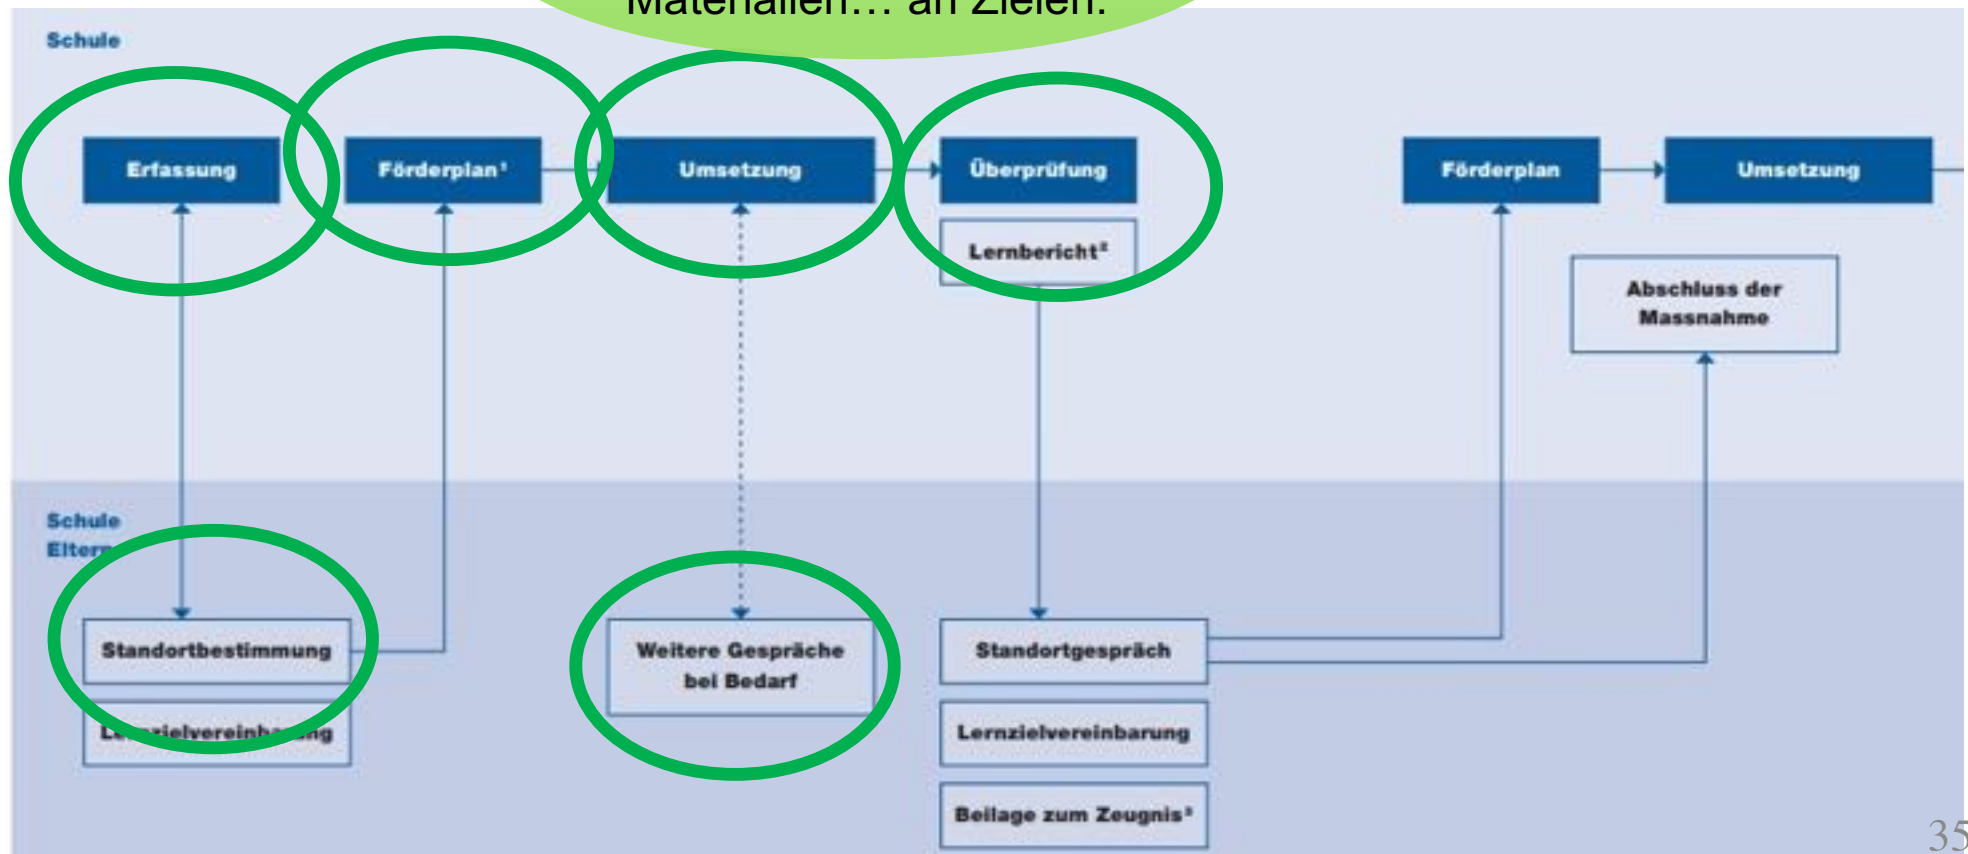 Materialien… an Zielen.
Schule
Erfassung
Förderplan¹
Umsetzung
Überprüfung
Förderplan
Umsetzung
Lernbericht²
Abschluss der
Massnahme
Schule
Eltern
Standortbestimmung
Weitere Gespräche
bei Bedarf
Standortgespräch
Lernzielvereinbarung
Lernzielvereinbarung
Beilage zum Zeugnis³
35